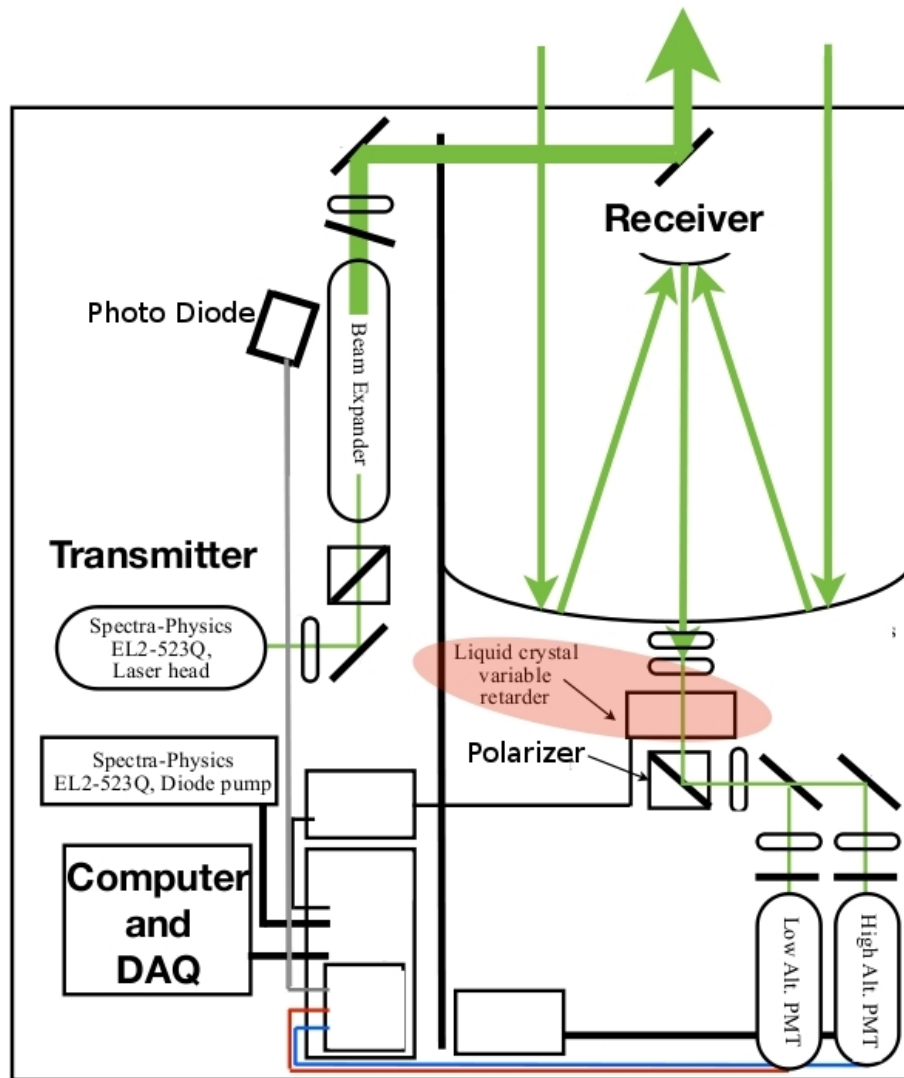 Receiver
Photo Diode
Beam Expander
Transmitter
Spectra-Physics
EL2-523Q,
Laser head
s
Liquid crystal
variable
retarder
Polarizer
Spectra-Physics
EL2-523Q, Diode pump
Computer
and
DAQ
Low Alt. PMT
High Alt. PMT